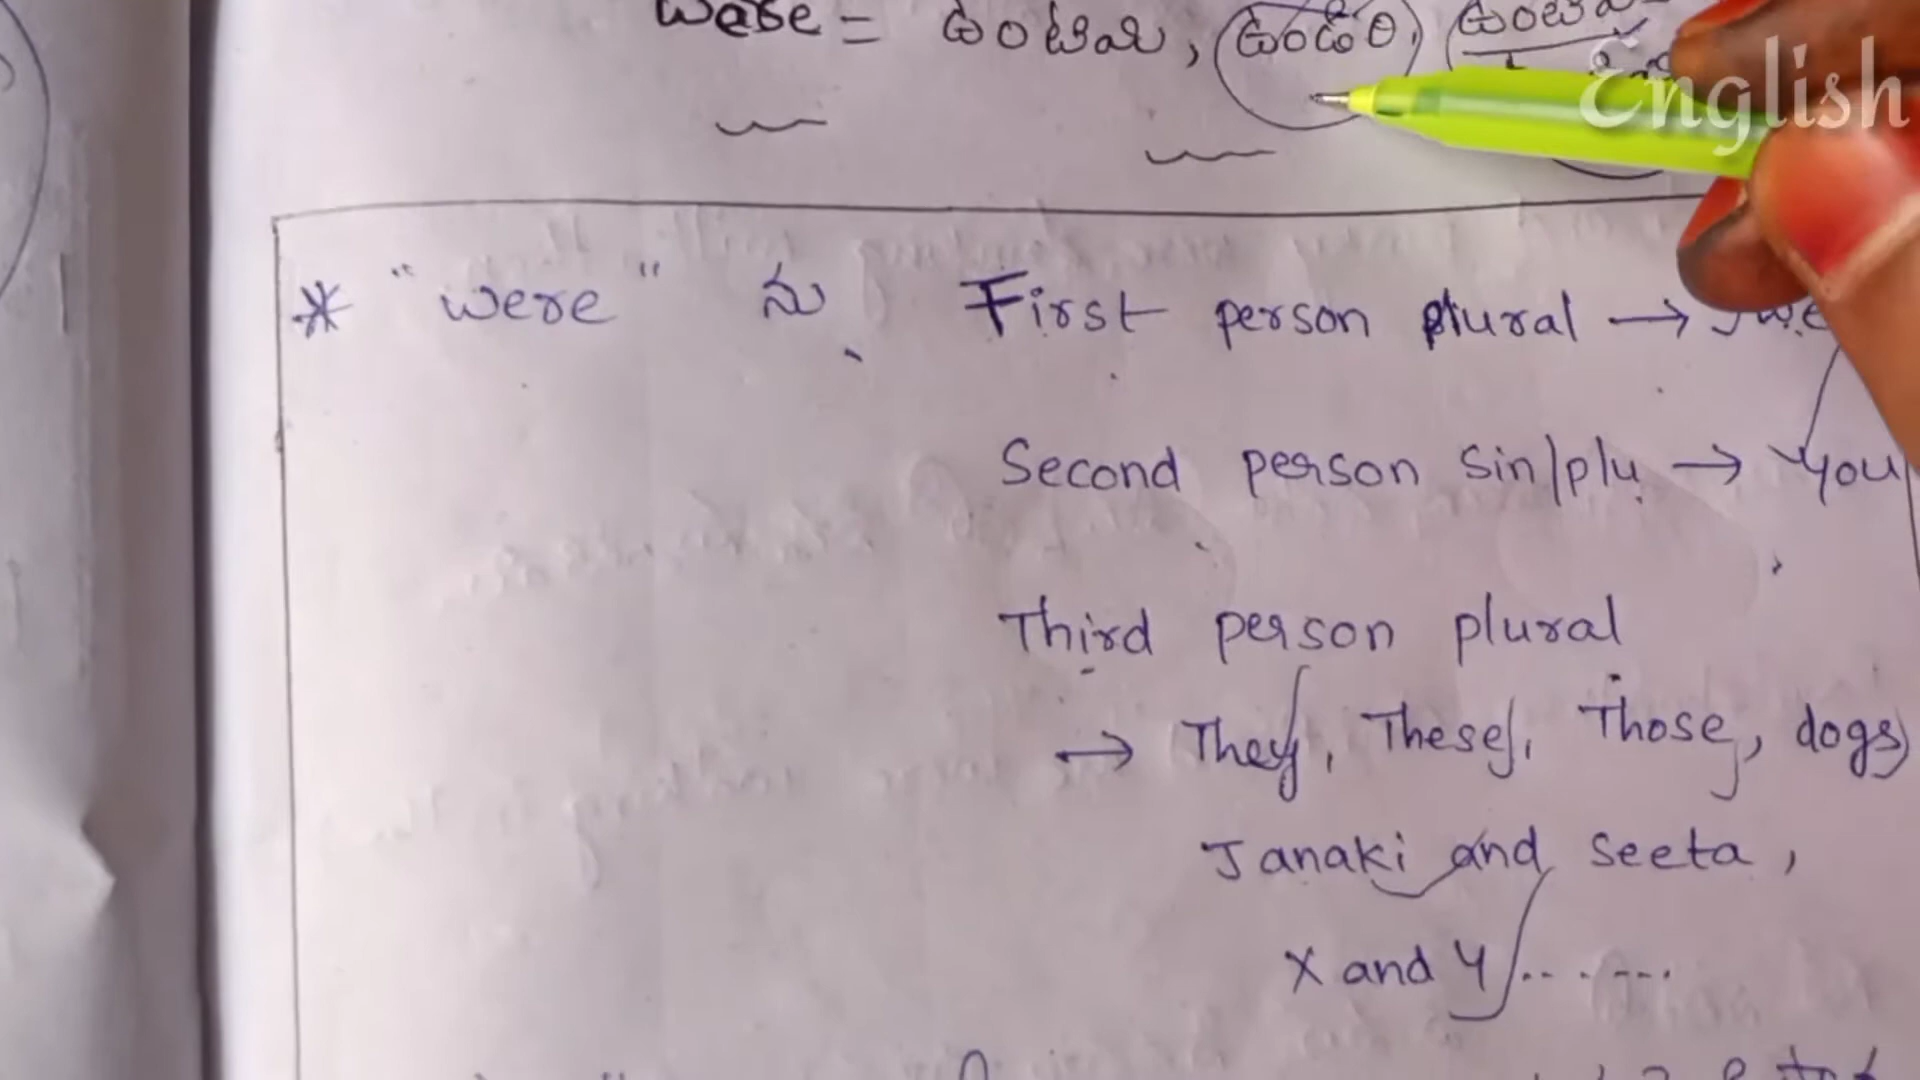 were = ఉంటిమి,
English
* "were" ను First person plural → we
Second person sin/plu → You
Third person plural
→ They, These, Those, dogs
Janaki and Seeta,
X and Y,.......